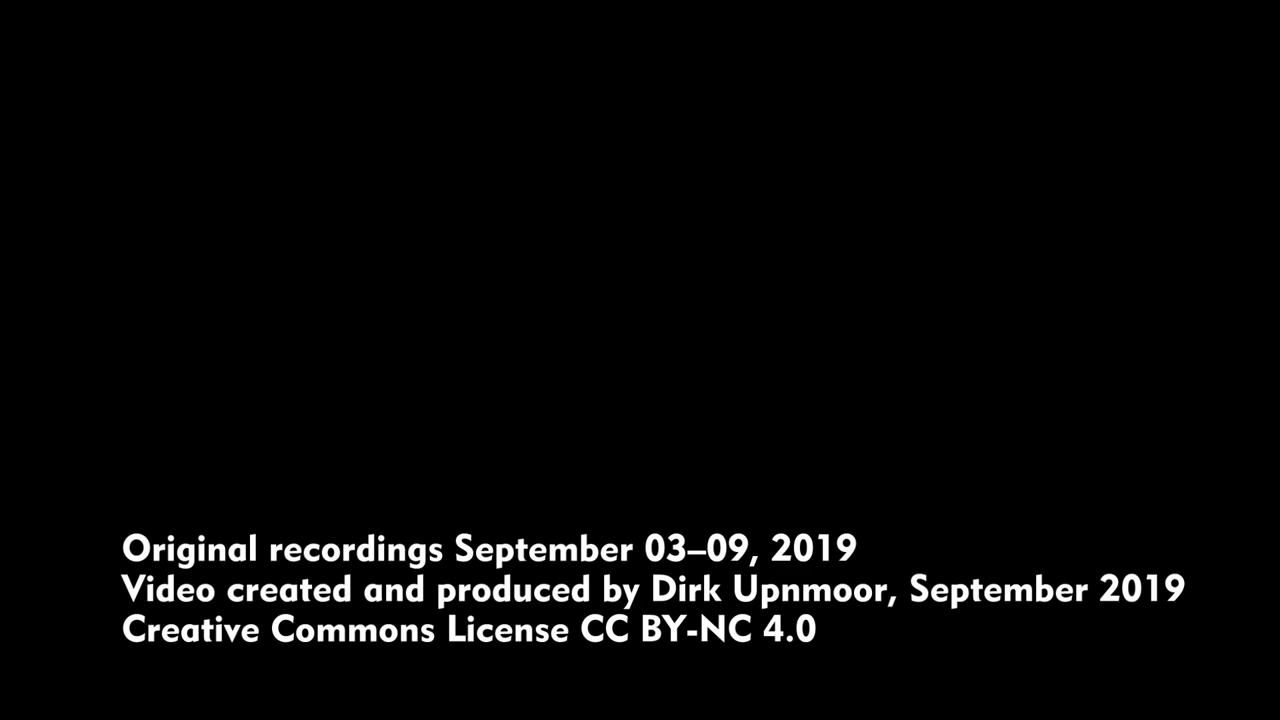 Original recordings September 03–09, 2019
Video created and produced by Dirk Upnmoor, September 2019
Creative Commons License CC BY-NC 4.0